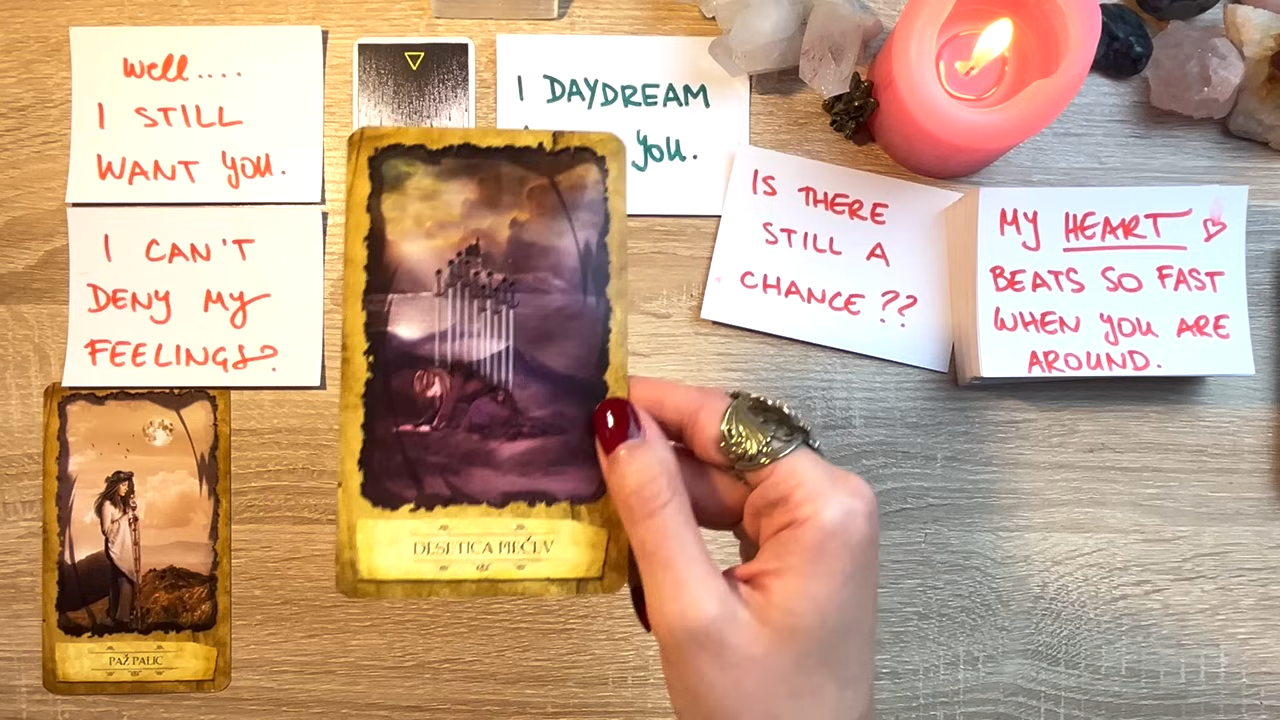 Well....
I STILL
WANT YOU.
I CAN'T
DENY MY
FEELINGS.
I DAYDREAM
YOU.
IS THERE
STILL A
CHANCE??
MY HEART
BEATS SO FAST
WHEN YOU ARE
AROUND.
DESETICA MEČEV
PAŽ PALIC